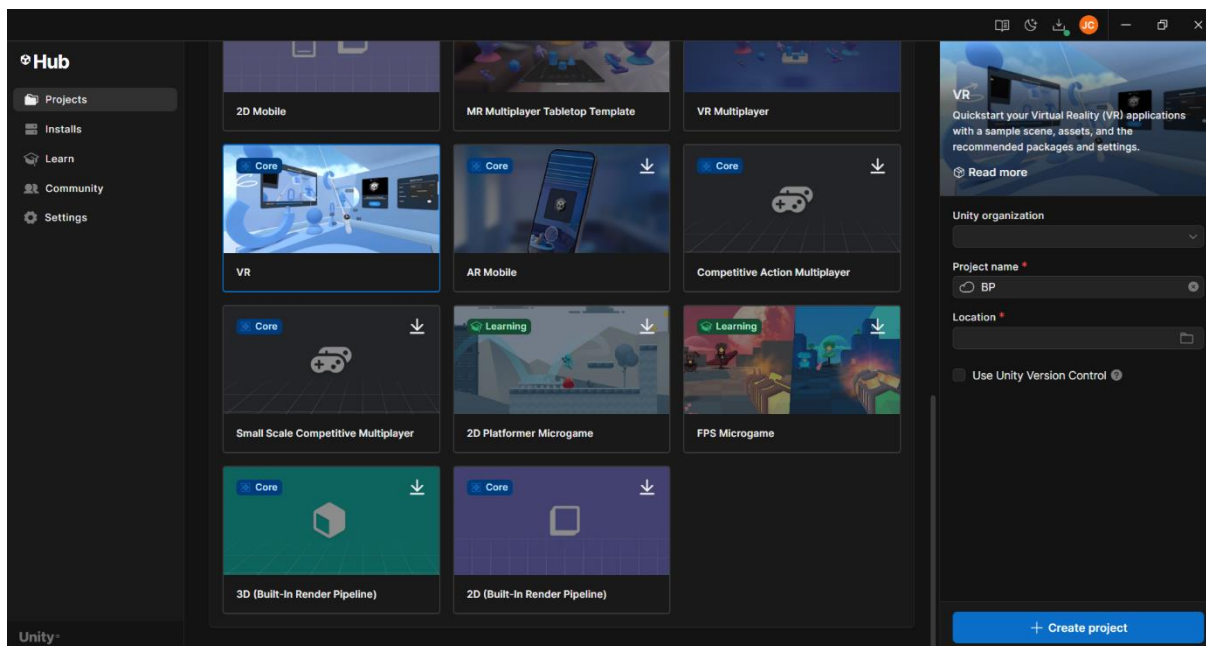 JC
Hub
Projects
Installs
Learn
Community
Settings
Unity
2D Mobile
MR Multiplayer Tabletop Template
VR Multiplayer
Core
VR
Core
AR Mobile
Core
Competitive Action Multiplayer
Core
Small Scale Competitive Multiplayer
Learning
2D Platformer Microgame
Learning
FPS Microgame
Core
3D (Built-In Render Pipeline)
Core
2D (Built-In Render Pipeline)
VR
Quickstart your Virtual Reality (VR) applications
with a sample scene, assets, and the
recommended packages and settings.
Read more
Unity organization
Project name *
BP
Location *
Use Unity Version Control
+ Create project